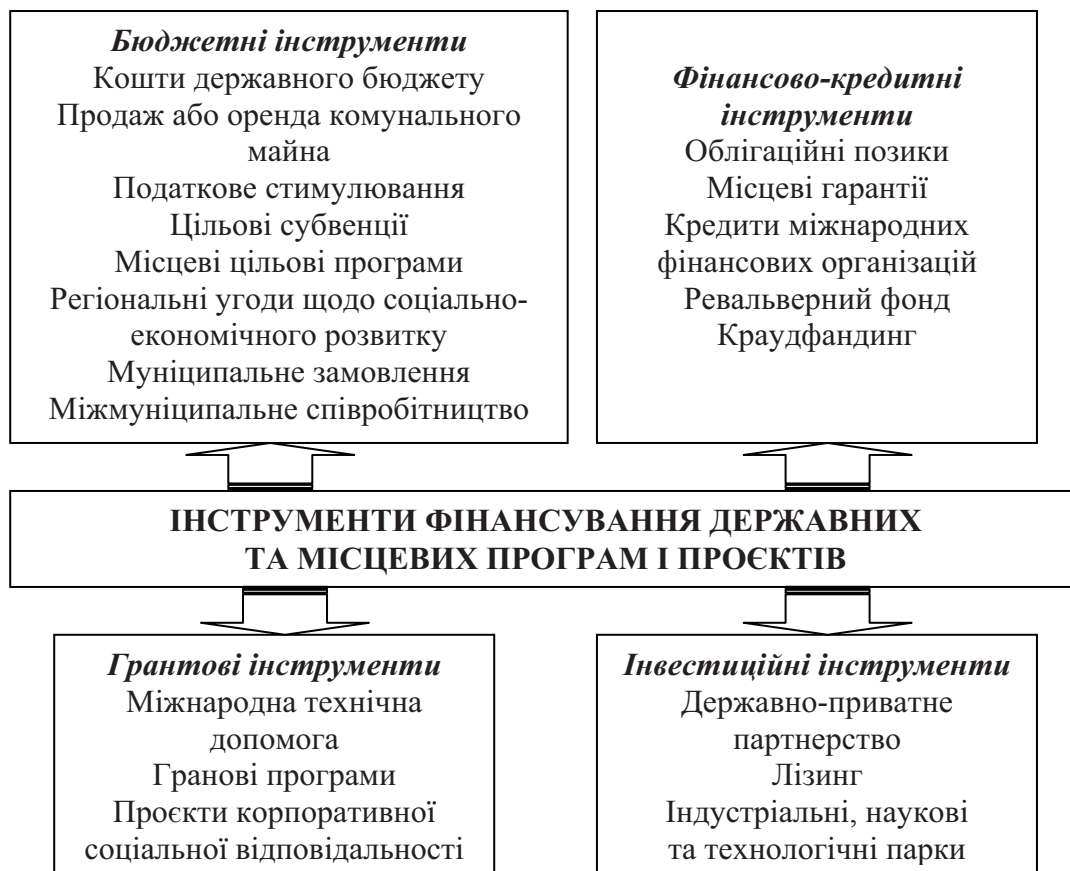 Бюджетні інструменти
Кошти державного бюджету
Продаж або оренда комунального
майна
Податкове стимулювання
Цільові субвенції
Місцеві цільові програми
Регіональні угоди щодо соціально-
економічного розвитку
Муніципальне замовлення
Міжмуніципальне співробітництво
Фінансово-кредитні
інструменти
Облігаційні позики
Місцеві гарантії
Кредити міжнародних
фінансових організацій
Ревальверний фонд
Краудфандинг
ІНСТРУМЕНТИ ФІНАНСУВАННЯ ДЕРЖАВНИХ
ТА МІСЦЕВИХ ПРОГРАМ І ПРОЄКТІВ
Грантові інструменти
Міжнародна технічна
допомога
Гранові програми
Проєкти корпоративної
соціальної відповідальності
Інвестиційні інструменти
Державно-приватне
партнерство
Лізинг
Індустріальні, наукові
та технологічні парки